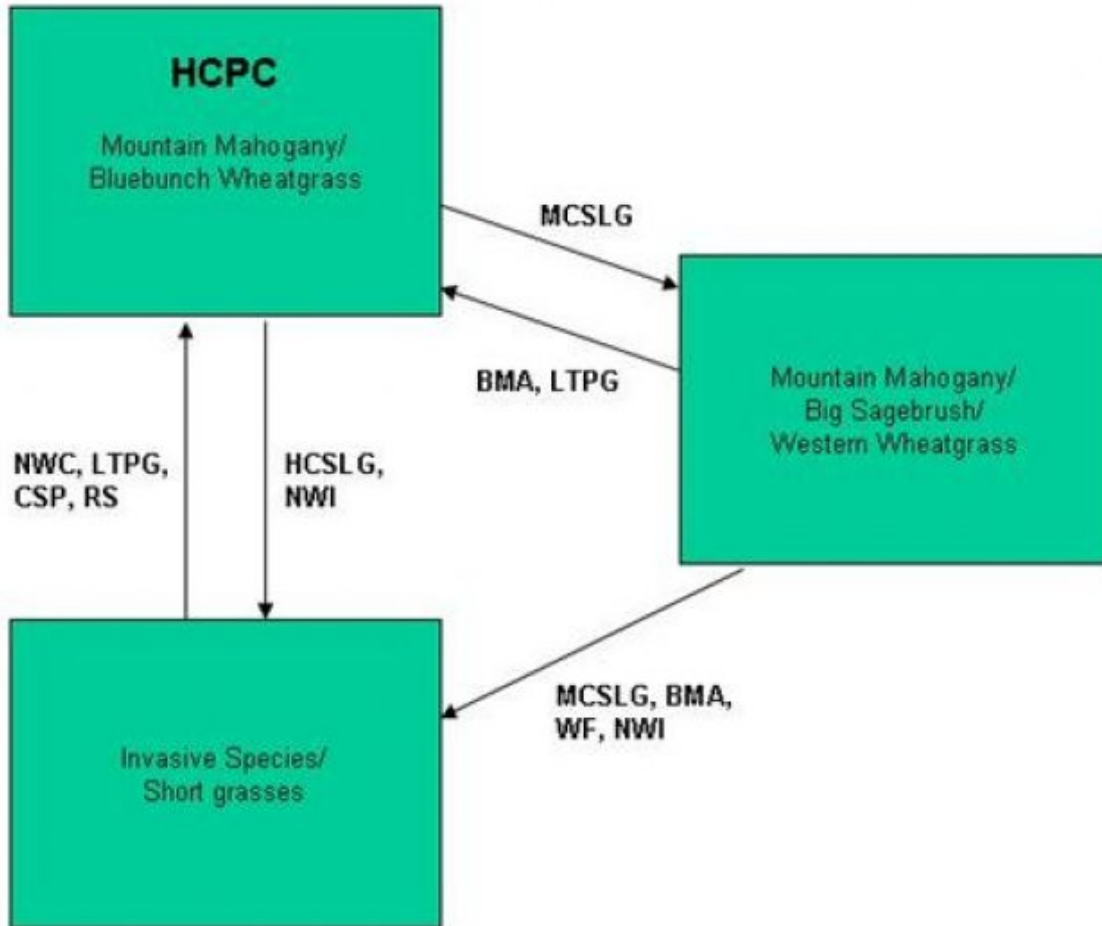 HCPC
Mountain Mahogany/
Bluebunch Wheatgrass
MCSLG
BMA, LTPG
Mountain Mahogany/
Big Sagebrush/
Western Wheatgrass
NWC, LTPG,
CSP, RS
HCSLG,
NWI
MCSLG, BMA,
WF, NWI
Invasive Species/
Short grasses